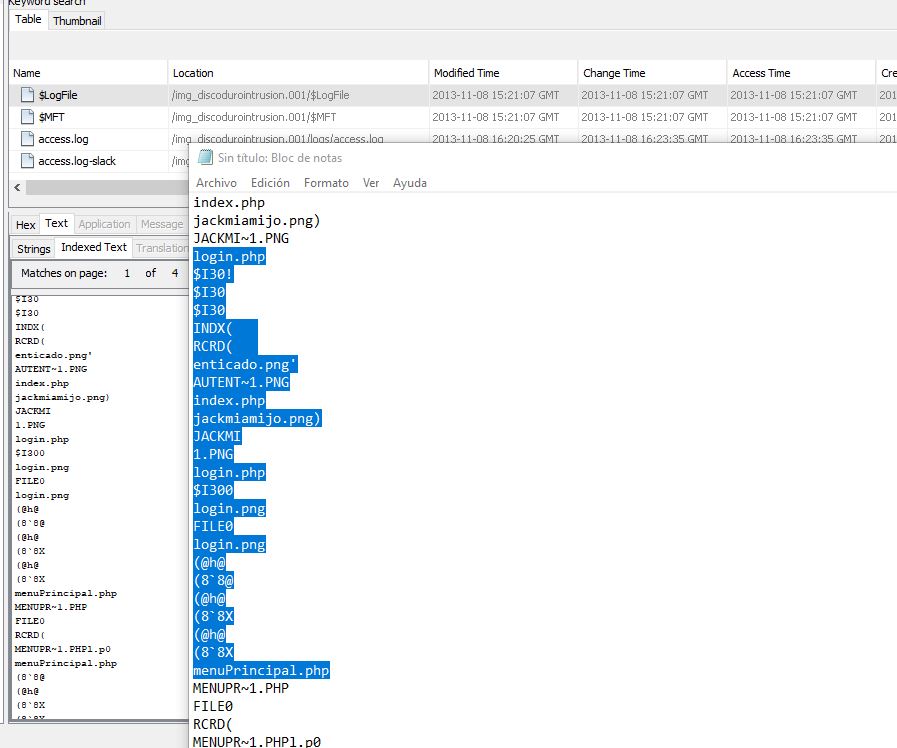 Keyword search
Table Thumbnail
Name Location Modified Time Change Time Access Time Cre
$LogFile /img_discodurointrusion.001/$LogFile 2013-11-08 15:21:07 GMT 2013-11-08 15:21:07 GMT 2013-11-08 15:21:07 GMT 201
$MFT /img_discodurointrusion.001/$MFT 2013-11-08 15:21:07 GMT 2013-11-08 15:21:07 GMT 2013-11-08 15:21:07 GMT 201
access.log /img_discodurointrusion.001/logs/access.log 2013-11-08 16:20:25 GMT 2013-11-08 16:23:35 GMT 2013-11-08 16:23:35 GMT 201
access.log-slack /img
<
Hex Text Application Message
Strings Indexed Text Translation
Matches on page: 1 of 4
$I30
$I30
INDX(
RCRD(
enticado.png'
AUTENT~1.PNG
index.php
jackmiamijo.png)
JACKMI
1.PNG
login.php
$I300
login.png
FILE0
login.png
(@h@
(8`8@
(@h@
(8`8X
(@h@
(8`8X
menuPrincipal.php
MENUPR~1.PHP
FILE0
RCRD(
MENUPR~1.PHP1.p0
menuPrincipal.php
(8`8@
(@h@
(8`8X
(8`8X
Sin título: Bloc de notas
Archivo Edición Formato Ver Ayuda
index.php
jackmiamijo.png)
JACKMI~1.PNG
login.php
$I30!
$I30
$I30
INDX(
RCRD(
enticado.png'
AUTENT~1.PNG
index.php
jackmiamijo.png)
JACKMI
1.PNG
login.php
$I300
login.png
FILE0
login.png
(@h@
(8`8@
(@h@
(8`8X
(@h@
(8`8X
menuPrincipal.php
MENUPR~1.PHP
FILE0
RCRD(
MENUPR~1.PHP1.p0